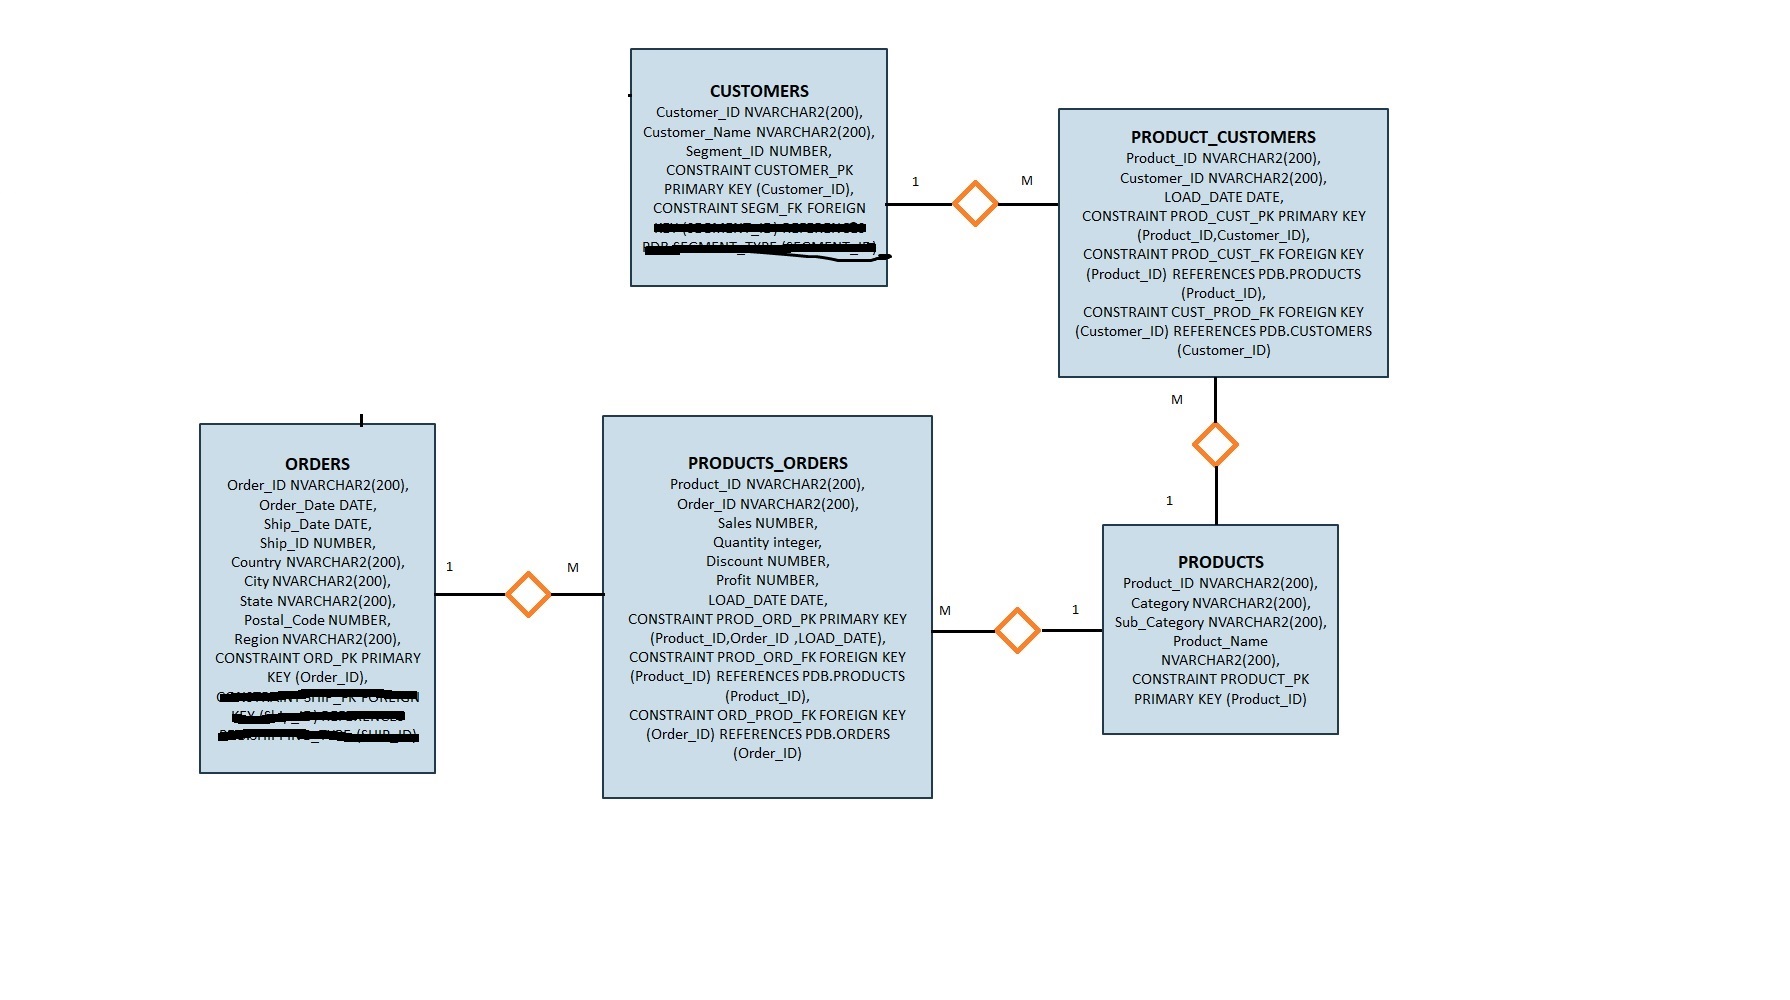 CUSTOMERS
Customer_ID NVARCHAR2(200),
Customer_Name NVARCHAR2(200),
Segment_ID NUMBER,
CONSTRAINT CUSTOMER_PK
PRIMARY KEY (Customer_ID),
CONSTRAINT SEGM_FK FOREIGN
1
M
PRODUCT_CUSTOMERS
Product_ID NVARCHAR2(200),
Customer_ID NVARCHAR2(200),
LOAD_DATE DATE,
CONSTRAINT PROD_CUST_PK PRIMARY KEY
(Product_ID,Customer_ID),
CONSTRAINT PROD_CUST_FK FOREIGN KEY
(Product_ID) REFERENCES PDB.PRODUCTS
(Product_ID),
CONSTRAINT CUST_PROD_FK FOREIGN KEY
(Customer_ID) REFERENCES PDB.CUSTOMERS
(Customer_ID)
M
1
ORDERS
Order_ID NVARCHAR2(200),
Order_Date DATE,
Ship_Date DATE,
Ship_ID NUMBER,
Country NVARCHAR2(200),
City NVARCHAR2(200),
State NVARCHAR2(200),
Postal_Code NUMBER,
Region NVARCHAR2(200),
CONSTRAINT ORD_PK PRIMARY
KEY (Order_ID),
1
M
PRODUCTS_ORDERS
Product_ID NVARCHAR2(200),
Order_ID NVARCHAR2(200),
Sales NUMBER,
Quantity integer,
Discount NUMBER,
Profit NUMBER,
LOAD_DATE DATE,
CONSTRAINT PROD_ORD_PK PRIMARY KEY
(Product_ID,Order_ID ,LOAD_DATE),
CONSTRAINT PROD_ORD_FK FOREIGN KEY
(Product_ID) REFERENCES PDB.PRODUCTS
(Product_ID),
CONSTRAINT ORD_PROD_FK FOREIGN KEY
(Order_ID) REFERENCES PDB.ORDERS
(Order_ID)
M
1
PRODUCTS
Product_ID NVARCHAR2(200),
Category NVARCHAR2(200),
Sub_Category NVARCHAR2(200),
Product_Name
NVARCHAR2(200),
CONSTRAINT PRODUCT_PK
PRIMARY KEY (Product_ID)